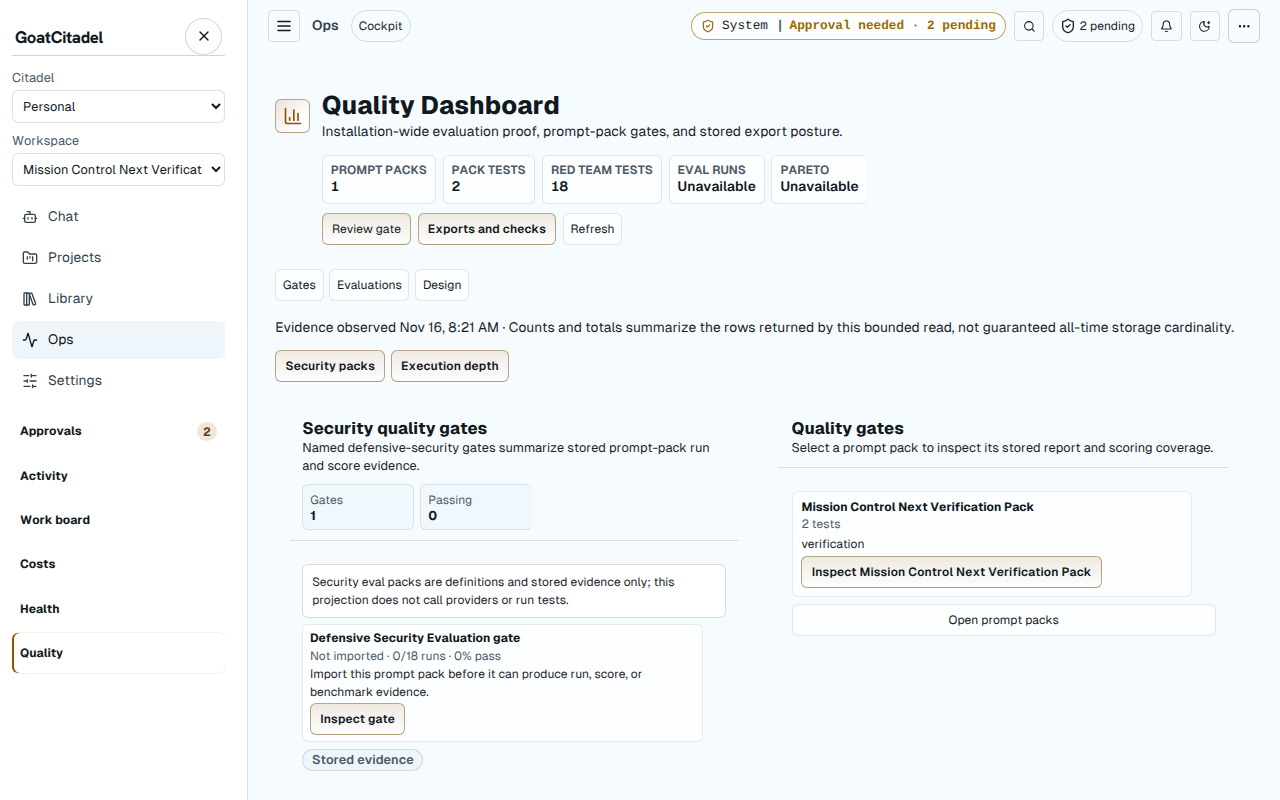 GoatCitadel
Citadel
Personal
Workspace
Mission Control Next Verificat
Chat
Projects
Library
Ops
Settings
Approvals 2
Activity
Work board
Costs
Health
Quality
Ops Cockpit
System | Approval needed · 2 pending
2 pending
Quality Dashboard
Installation-wide evaluation proof, prompt-pack gates, and stored export posture.
PROMPT PACKS
1
PACK TESTS
2
RED TEAM TESTS
18
EVAL RUNS
Unavailable
PARETO
Unavailable
Review gate
Exports and checks
Refresh
Gates
Evaluations
Design
Evidence observed Nov 16, 8:21 AM · Counts and totals summarize the rows returned by this bounded read, not guaranteed all-time storage cardinality.
Security packs
Execution depth
Security quality gates
Named defensive-security gates summarize stored prompt-pack run
and score evidence.
Gates
1
Passing
0
Security eval packs are definitions and stored evidence only; this
projection does not call providers or run tests.
Defensive Security Evaluation gate
Not imported · 0/18 runs · 0% pass
Import this prompt pack before it can produce run, score, or
benchmark evidence.
Inspect gate
Stored evidence
Quality gates
Select a prompt pack to inspect its stored report and scoring coverage.
Mission Control Next Verification Pack
2 tests
verification
Inspect Mission Control Next Verification Pack
Open prompt packs